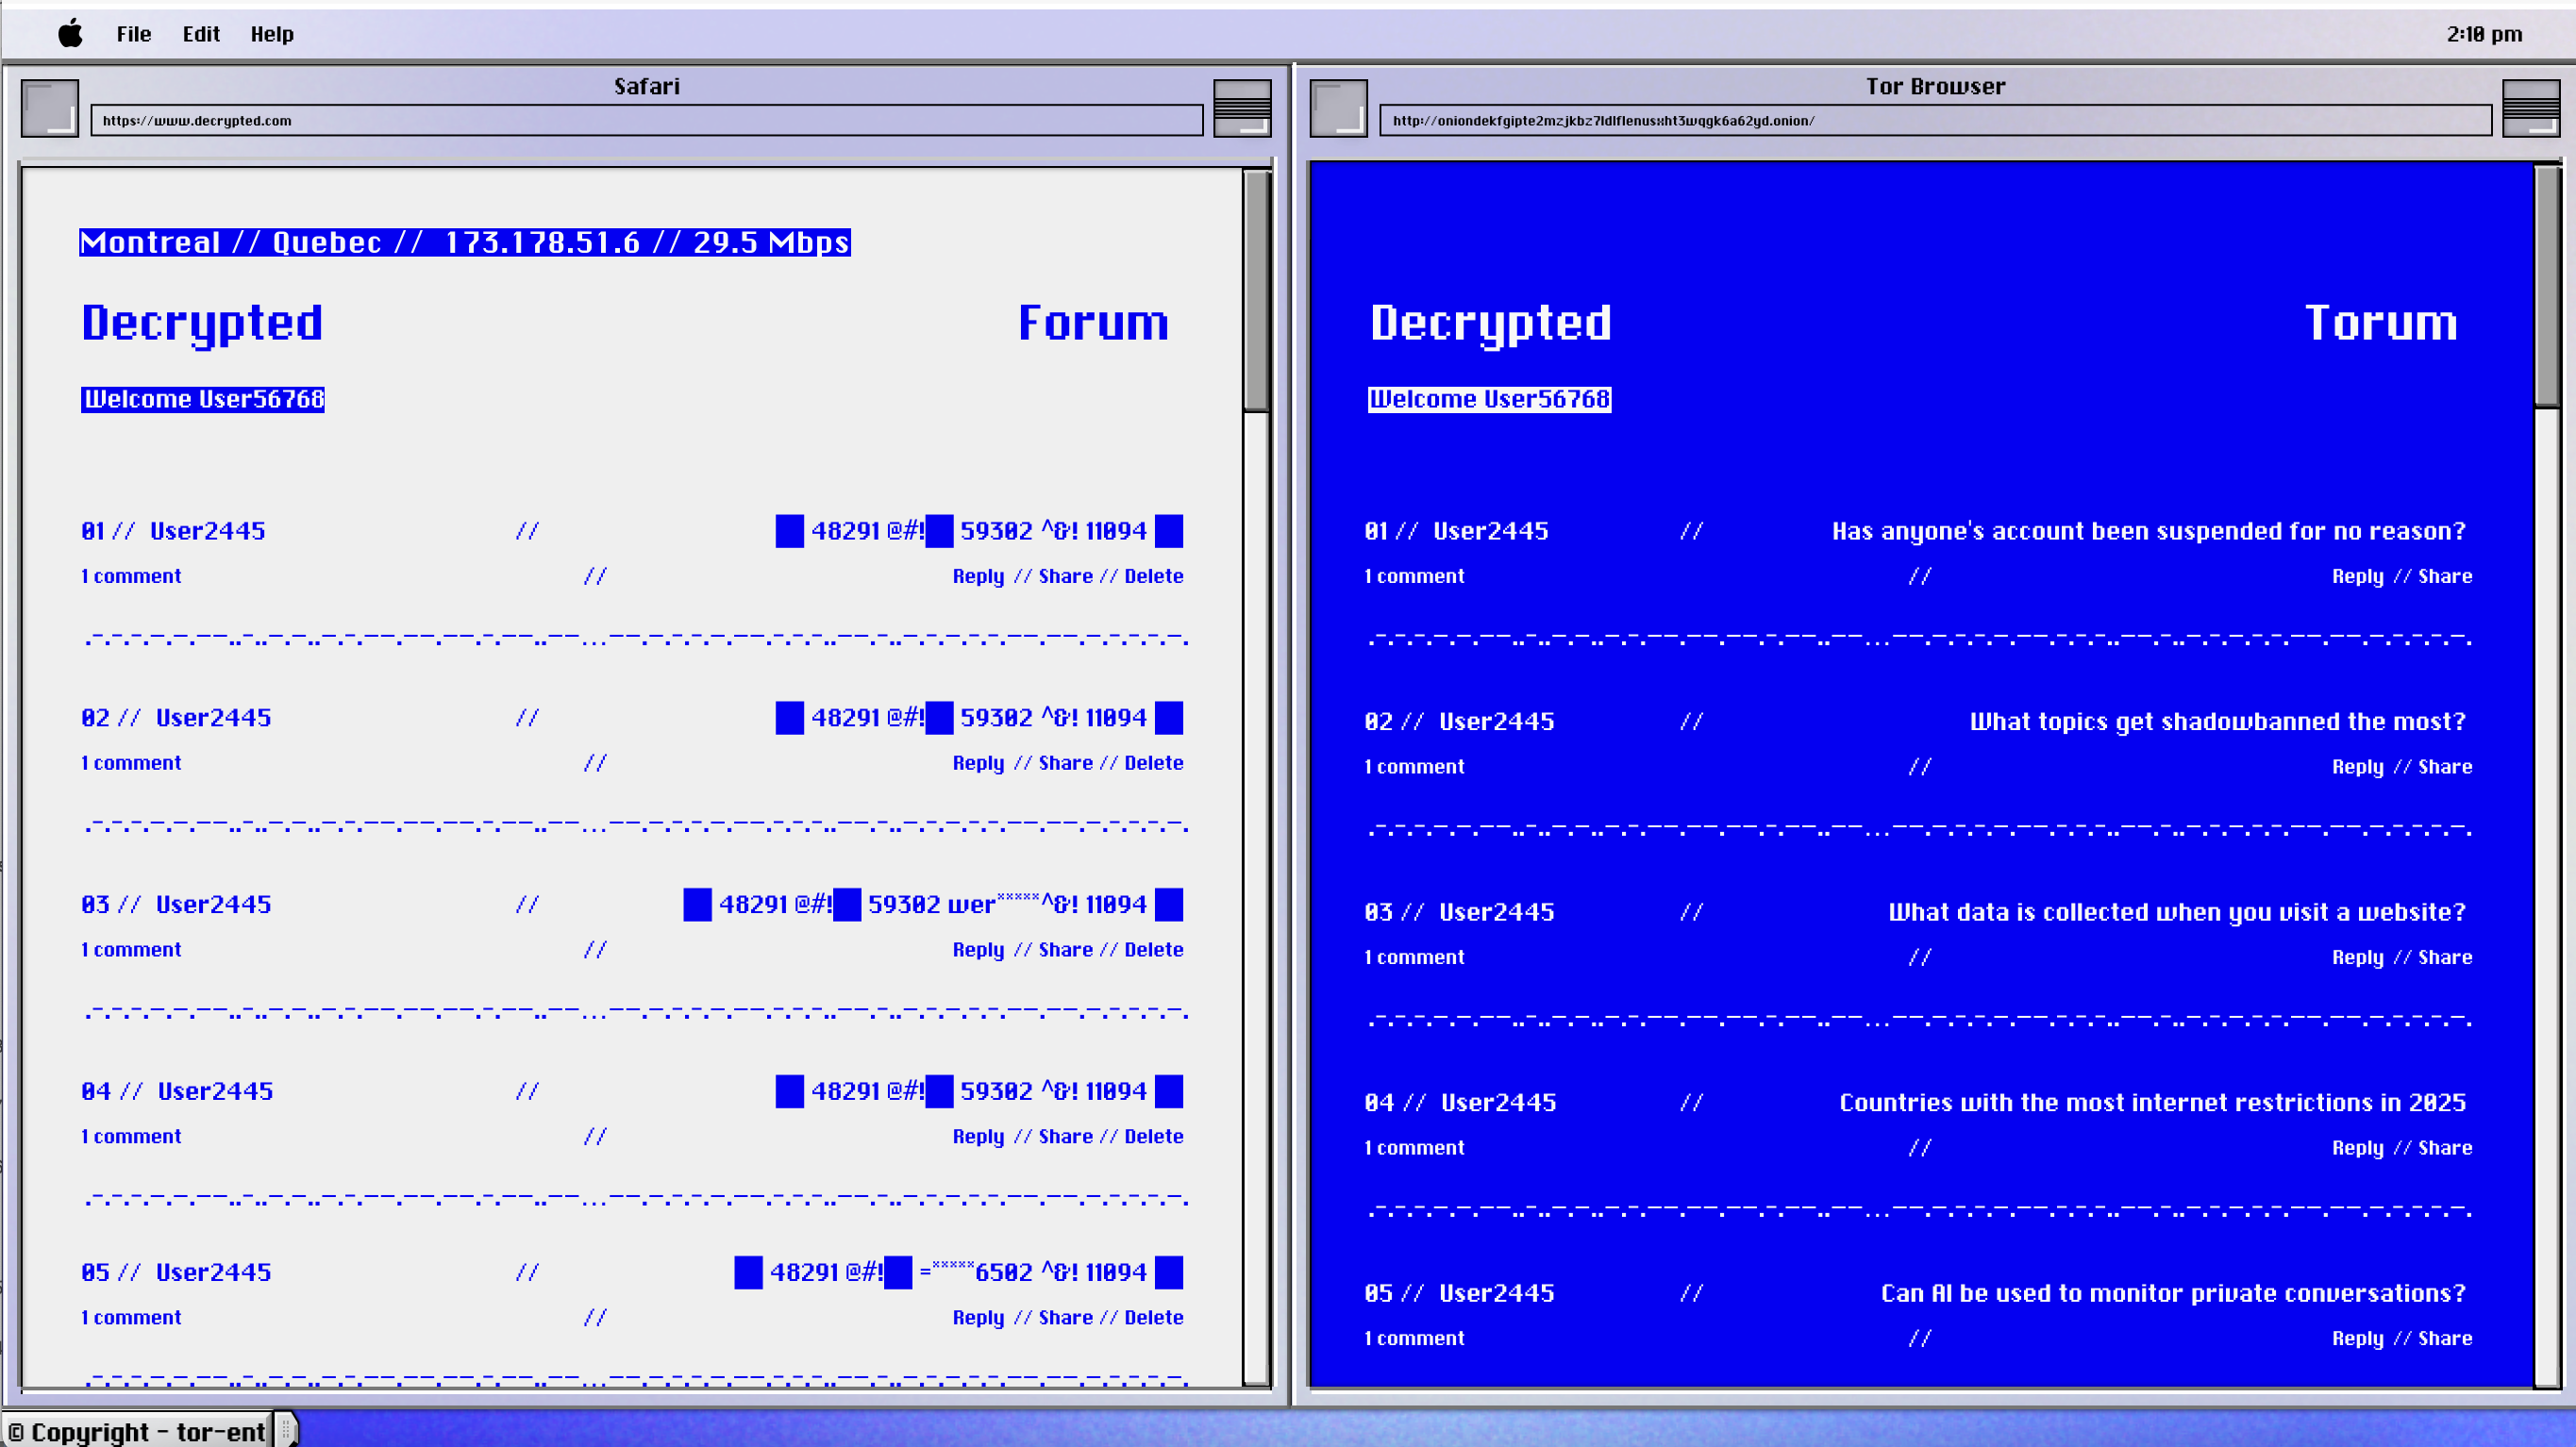 File Edit Help 2:10 pm
Safari
https://www.decrypted.com
Montreal // Quebec // 173.178.51.6 // 29.5 Mbps
Decrypted Forum
Welcome User56768
01 // User2445 // █ 48291 @#!█ 59302 ^&! 11094 █
1 comment // Reply // Share // Delete
02 // User2445 // █ 48291 @#!█ 59302 ^&! 11094 █
1 comment // Reply // Share // Delete
03 // User2445 // █ 48291 @#!█ 59302 wer*****^&! 11094 █
1 comment // Reply // Share // Delete
04 // User2445 // █ 48291 @#!█ 59302 ^&! 11094 █
1 comment // Reply // Share // Delete
05 // User2445 // █ 48291 @#!█ =*****6502 ^&! 11094 █
1 comment // Reply // Share // Delete
Tor Browser
http://oniondekfgipte2mzjkbz7ldlflenusxht3wqgk6a62yd.onion/
Decrypted Torum
Welcome User56768
01 // User2445 // Has anyone's account been suspended for no reason?
1 comment // Reply // Share
02 // User2445 // What topics get shadowbanned the most?
1 comment // Reply // Share
03 // User2445 // What data is collected when you visit a website?
1 comment // Reply // Share
04 // User2445 // Countries with the most internet restrictions in 2025
1 comment // Reply // Share
05 // User2445 // Can AI be used to monitor private conversations?
1 comment // Reply // Share
© Copyright - tor-ent